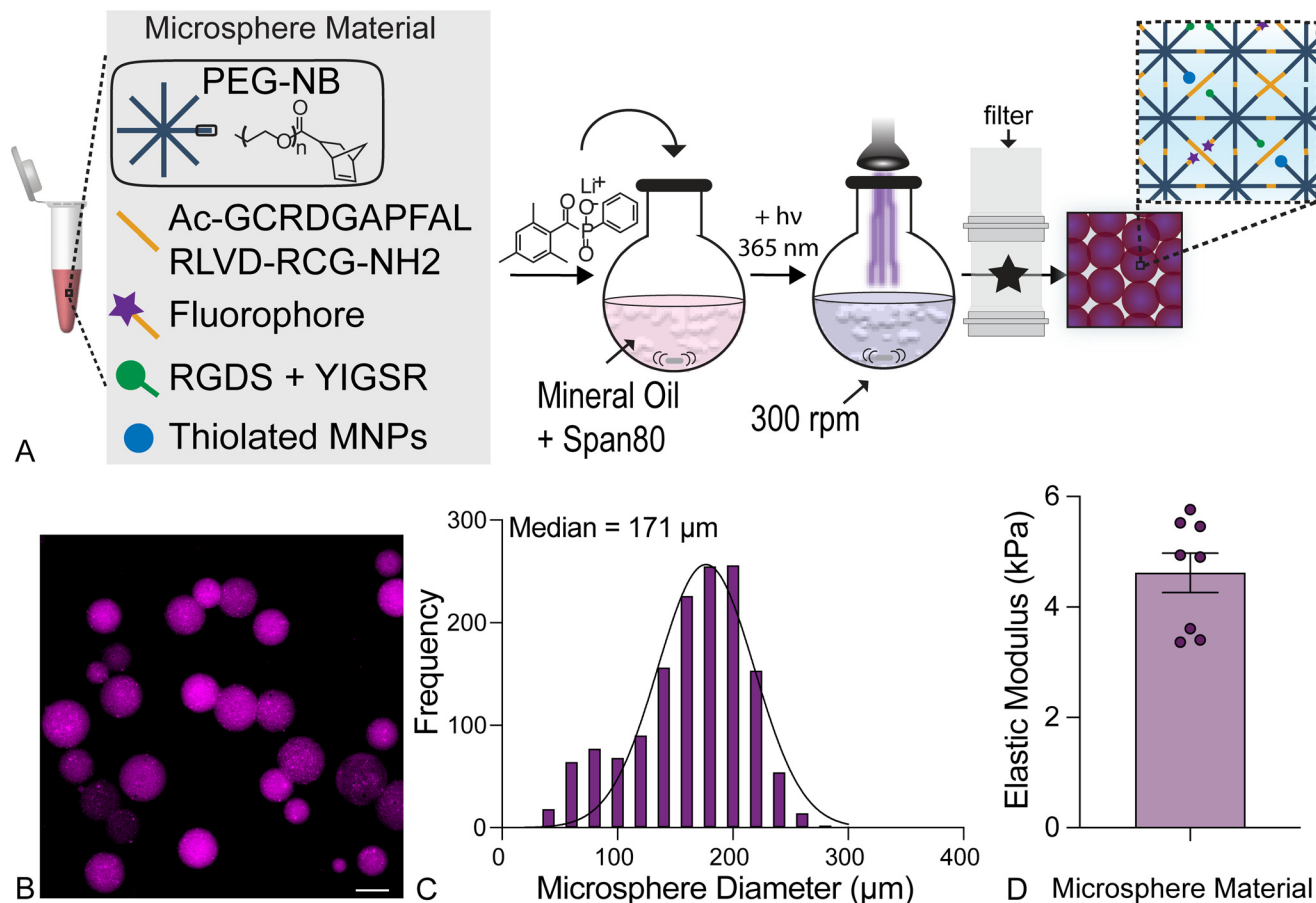 Microsphere Material
PEG-NB
O
O
n
Ac-GCRDGAPFAL
RLVD-RCG-NH2
Fluorophore
RGDS + YIGSR
Thiolated MNPs
A
Li+
O
O-
P
O
Mineral Oil
+ Span80
+ hν
365 nm
300 rpm
filter
B
Median = 171 µm
Frequency
300
200
100
0
0 100 200 300 400
Microsphere Diameter (µm)
C
Elastic Modulus (kPa)
6
4
2
0
D
Microsphere Material